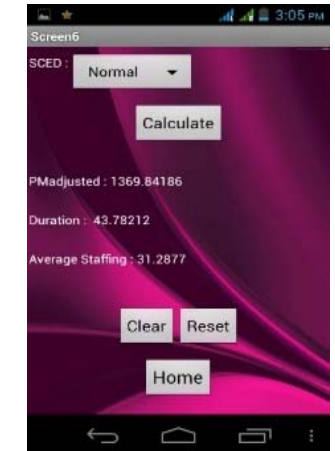 3:05 PM
Screen6
SCED : Normal
Calculate
PMadjusted : 1369.84186
Duration : 43.78212
Average Staffing : 31.2877
Clear Reset
Home